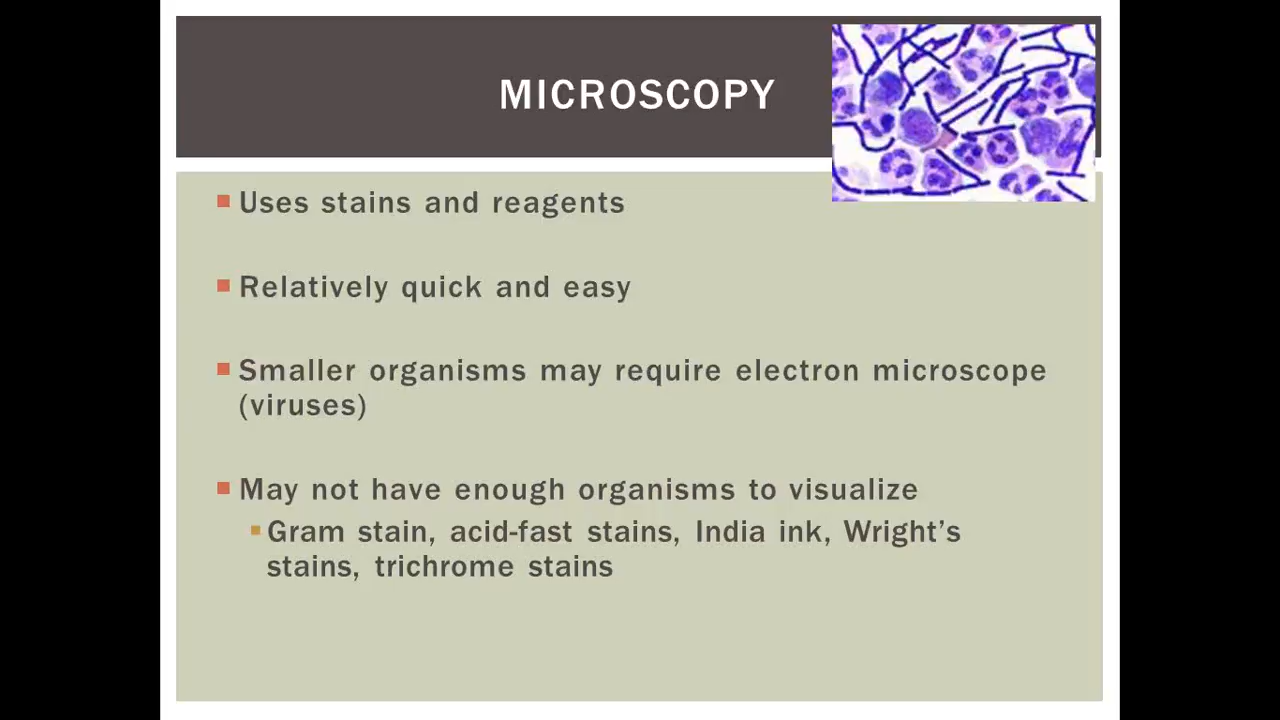 MICROSCOPY
Uses stains and reagents
Relatively quick and easy
Smaller organisms may require electron microscope
(viruses)
May not have enough organisms to visualize
Gram stain, acid-fast stains, India ink, Wright’s
stains, trichrome stains